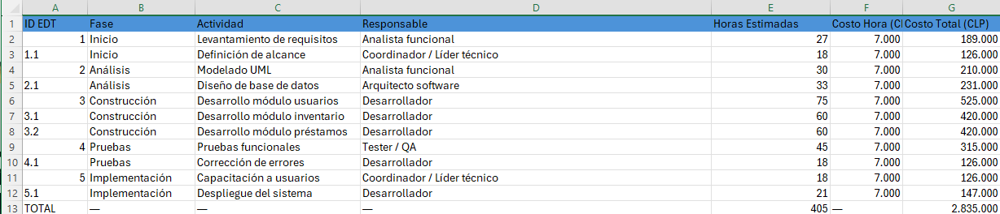 A B C D E F G
1 ID EDT Fase Actividad Responsable Horas Estimadas Costo Hora (Cl Costo Total (CLP)
2 1 Inicio Levantamiento de requisitos Analista funcional 27 7.000 189.000
3 1.1 Inicio Definición de alcance Coordinador / Líder técnico 18 7.000 126.000
4 2 Análisis Modelado UML Analista funcional 30 7.000 210.000
5 2.1 Análisis Diseño de base de datos Arquitecto software 33 7.000 231.000
6 3 Construcción Desarrollo módulo usuarios Desarrollador 75 7.000 525.000
7 3.1 Construcción Desarrollo módulo inventario Desarrollador 60 7.000 420.000
8 3.2 Construcción Desarrollo módulo préstamos Desarrollador 60 7.000 420.000
9 4 Pruebas Pruebas funcionales Tester / QA 45 7.000 315.000
10 4.1 Pruebas Corrección de errores Desarrollador 18 7.000 126.000
11 5 Implementación Capacitación a usuarios Coordinador / Líder técnico 18 7.000 126.000
12 5.1 Implementación Despliegue del sistema Desarrollador 21 7.000 147.000
13 TOTAL — — — 405 — 2.835.000